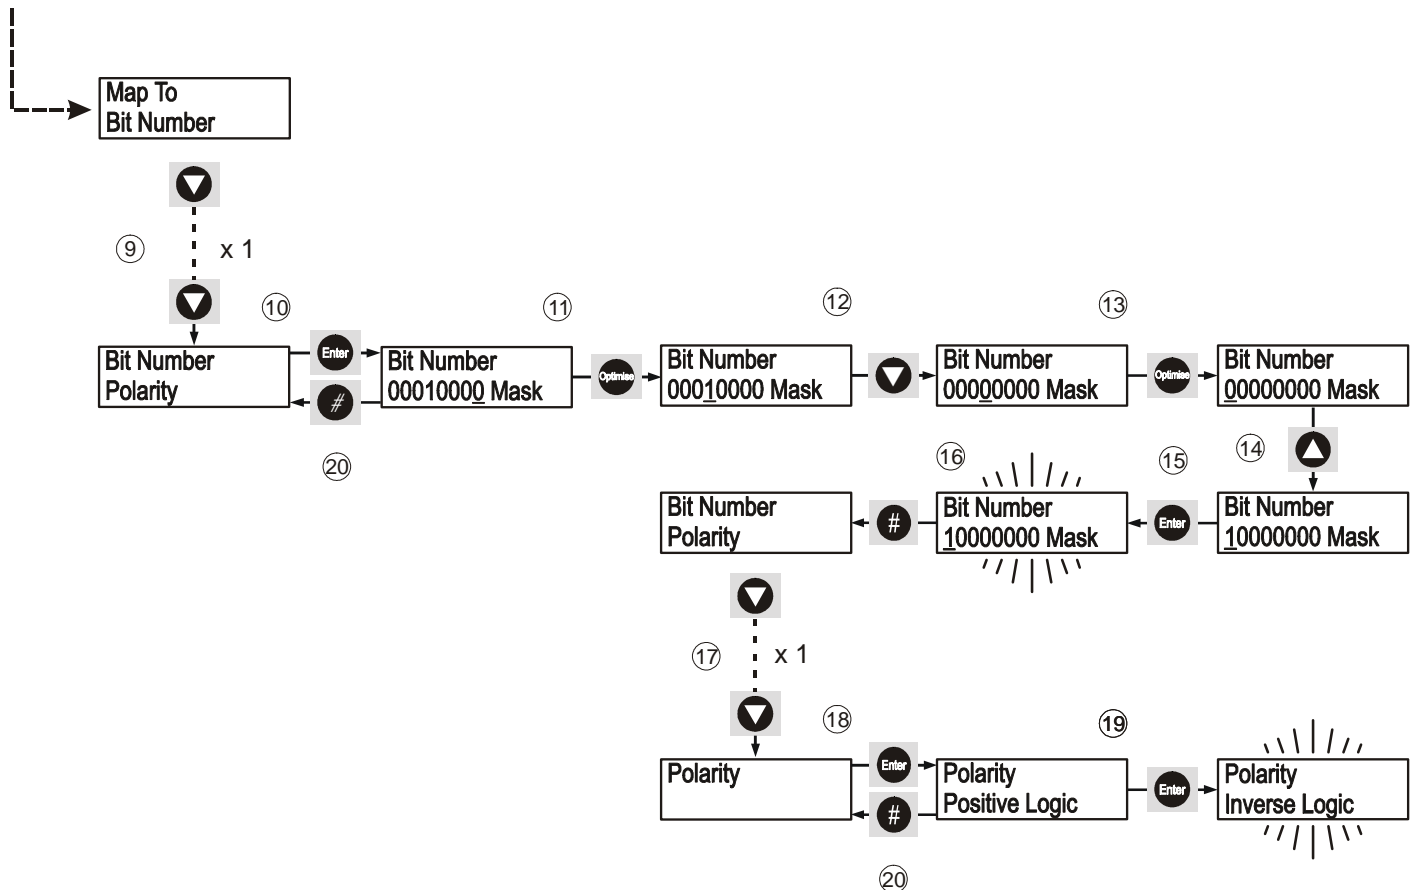 Map To
Bit Number
⑨ x 1
⑩ ⑪ ⑫ ⑬
Bit Number
Polarity
Enter
#
⑳
Bit Number
00010000 Mask
Optimise
Bit Number
00010000 Mask
Bit Number
00000000 Mask
Optimise
Bit Number
00000000 Mask
⑭
Bit Number
10000000 Mask
⑮
Enter
⑯
Bit Number
10000000 Mask
#
Bit Number
Polarity
⑰ x 1
⑱
Polarity
Enter
#
⑳
⑲
Polarity
Positive Logic
Enter
Polarity
Inverse Logic